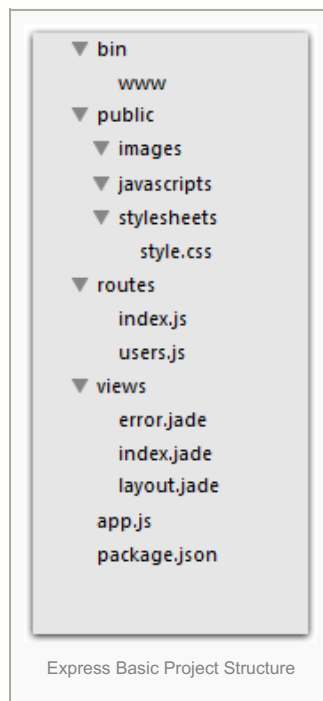 bin
www
public
images
javascripts
stylesheets
style.css
routes
index.js
users.js
views
error.jade
index.jade
layout.jade
app.js
package.json
Express Basic Project Structure